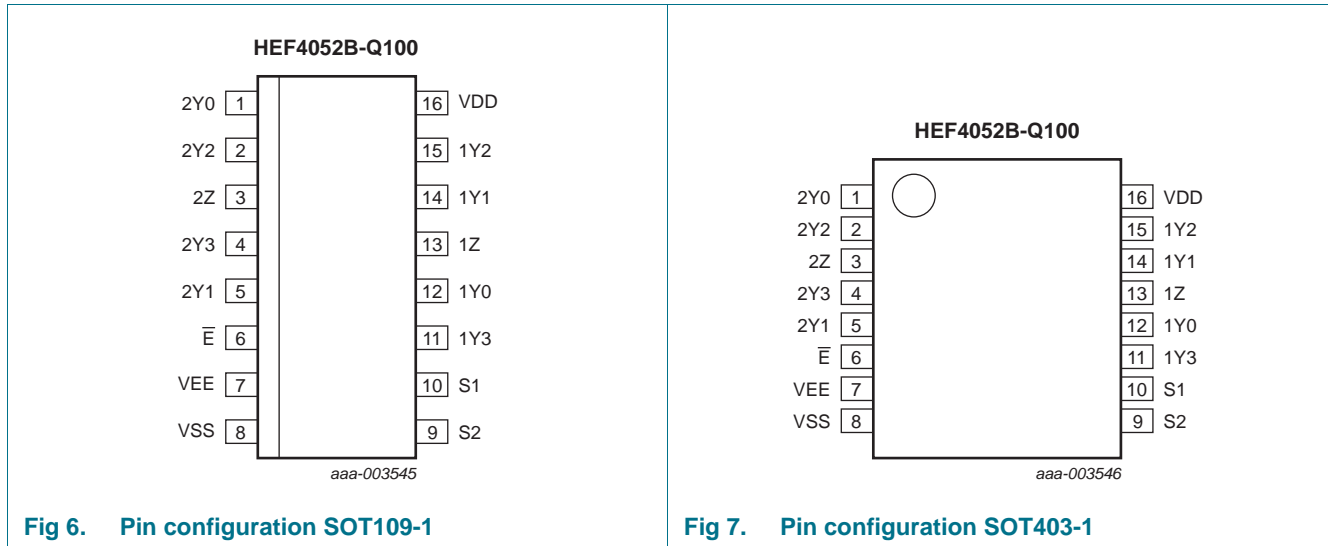 HEF4052B-Q100
2Y0 1 16 VDD
2Y2 2 15 1Y2
2Z 3 14 1Y1
2Y3 4 13 1Z
2Y1 5 12 1Y0
E̅ 6 11 1Y3
VEE 7 10 S1
VSS 8 9 S2
aaa-003545
Fig 6. Pin configuration SOT109-1
HEF4052B-Q100
2Y0 1 16 VDD
2Y2 2 15 1Y2
2Z 3 14 1Y1
2Y3 4 13 1Z
2Y1 5 12 1Y0
E̅ 6 11 1Y3
VEE 7 10 S1
VSS 8 9 S2
aaa-003546
Fig 7. Pin configuration SOT403-1